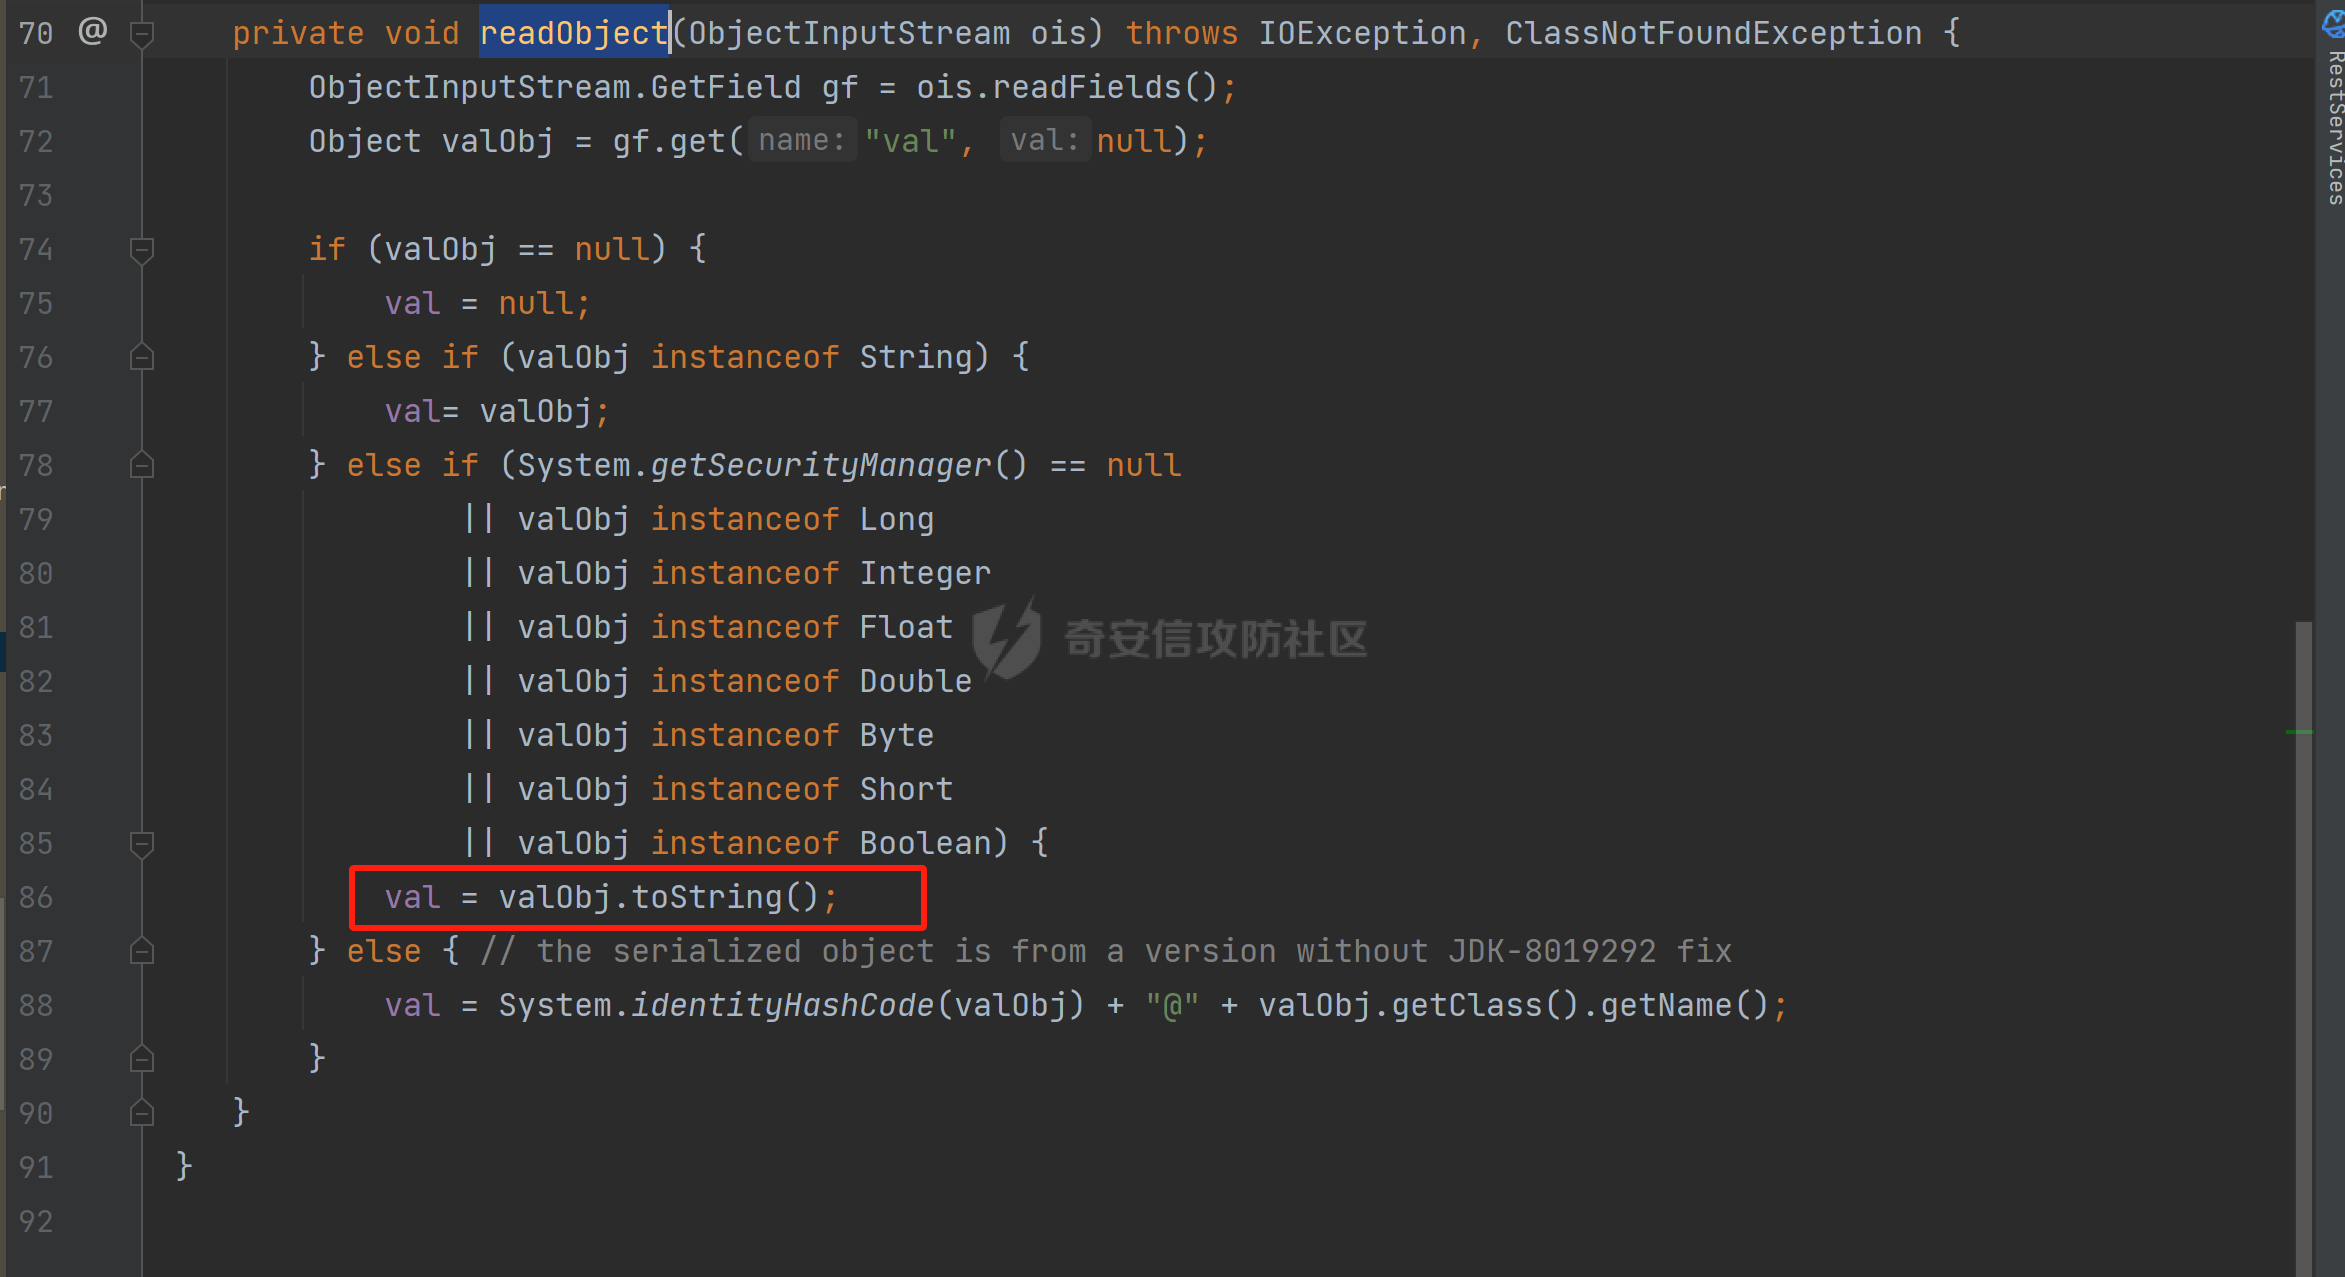 70 @ private void readObject(ObjectInputStream ois) throws IOException, ClassNotFoundException {
71 ObjectInputStream.GetField gf = ois.readFields();
72 Object valObj = gf.get( name: "val", val: null);
73
74 if (valObj == null) {
75 val = null;
76 } else if (valObj instanceof String) {
77 val= valObj;
78 } else if (System.getSecurityManager() == null
79 || valObj instanceof Long
80 || valObj instanceof Integer
81 || valObj instanceof Float
82 || valObj instanceof Double
83 || valObj instanceof Byte
84 || valObj instanceof Short
85 || valObj instanceof Boolean) {
86 val = valObj.toString();
87 } else { // the serialized object is from a version without JDK-8019292 fix
88 val = System.identityHashCode(valObj) + "@" + valObj.getClass().getName();
89 }
90 }
91 }
92
奇安信攻防社区
RestServices